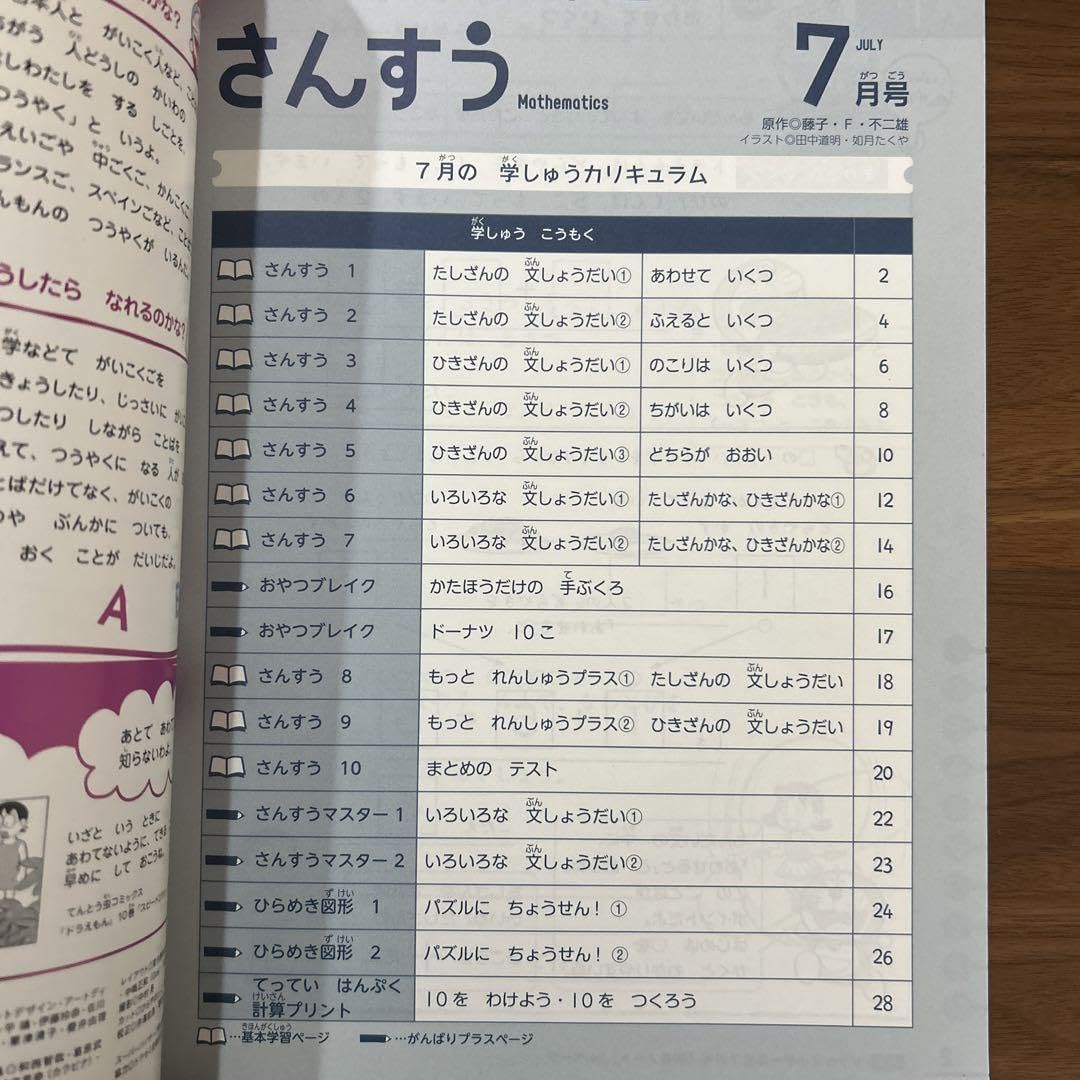 さんすう
Mathematics
7
JULY
月号
原作◎藤子・F・不二雄
イラスト◎田中道明・如月たくや
7月の 学しゅうカリキュラム
学しゅう こうもく
さんすう 1 たしざんの 文しょうだい① あわせて いくつ 2
さんすう 2 たしざんの 文しょうだい② ふえると いくつ 4
さんすう 3 ひきざんの 文しょうだい① のこりは いくつ 6
さんすう 4 ひきざんの 文しょうだい② ちがいは いくつ 8
さんすう 5 ひきざんの 文しょうだい③ どちらが おおい 10
さんすう 6 いろいろな 文しょうだい① たしざんかな、ひきざんかな① 12
さんすう 7 いろいろな 文しょうだい② たしざんかな、ひきざんかな② 14
おやつブレイク かたほうだけの 手ぶくろ 16
おやつブレイク ドーナツ 10こ 17
さんすう 8 もっと れんしゅうプラス① たしざんの 文しょうだい 18
さんすう 9 もっと れんしゅうプラス② ひきざんの 文しょうだい 19
さんすう 10 まとめの テスト 20
さんすうマスター 1 いろいろな 文しょうだい① 22
さんすうマスター 2 いろいろな 文しょうだい② 23
ひらめき図形 1 パズルに ちょうせん！① 24
ひらめき図形 2 パズルに ちょうせん！② 26
てってい はんぷく
計算プリント 10を わけよう・10を つくろう 28
…基本学習ページ …がんばりプラスページ
がいこく人など、
がう 人どうしの かいわの
しわたしを する しごとを、
つうやく」と いうよ。
えいごや 中ごくご、かんこくご
ランスご、スペインごなど、
もんの つうやくが いるんだ
うしたら なれるのかな？
学などで がいこくごを
きょうしたり、じっさいに
つしたり しながら ことばを
えて、つうやくに なる 人が
とばだけでなく、がいこくの
や ぶんかに ついても、
おく ことが だいじだよ。
A
あとで あわ
知らないわよ。
いざと いう ときに
あわてないように、できる
早めに して おこうね。
てんとう虫コミックス
『ドラえもん』10巻